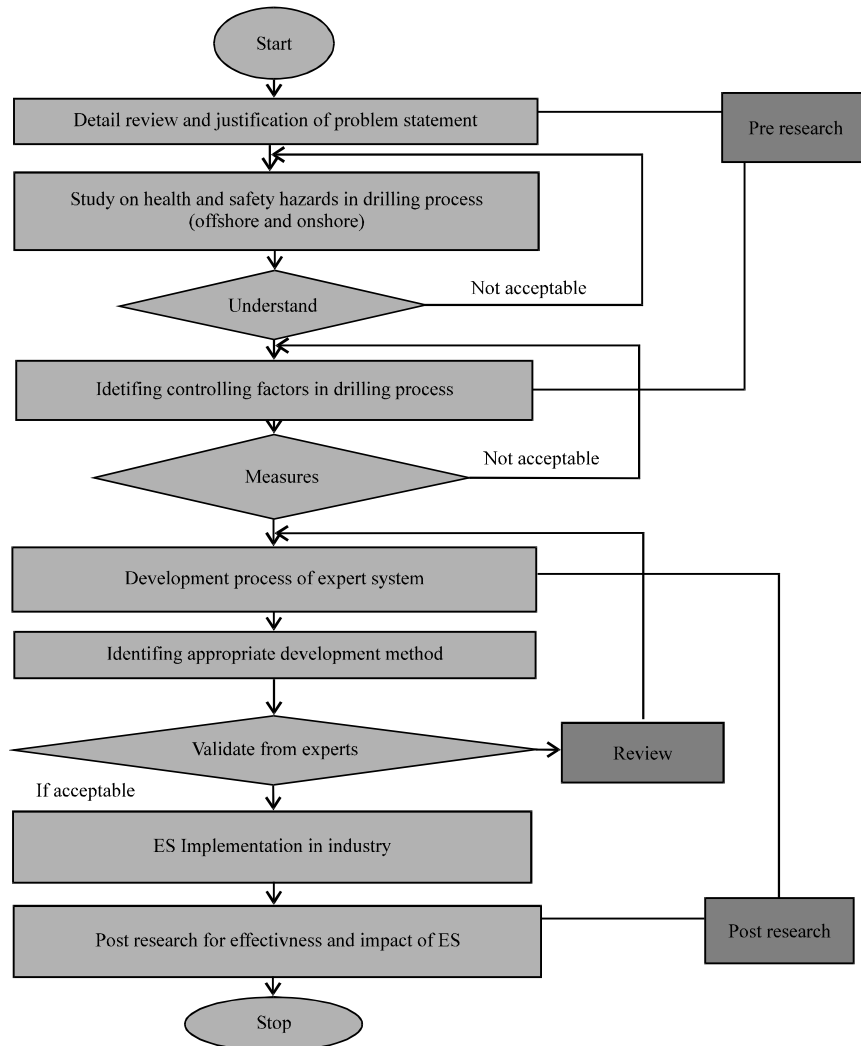 Start
Detail review and justification of problem statement
Pre research
Study on health and safety hazards in drilling process
(offshore and onshore)
Not acceptable
Understand
Idetifing controlling factors in drilling process
Not acceptable
Measures
Development process of expert system
Identifing appropriate development method
Validate from experts
Review
If acceptable
ES Implementation in industry
Post research for effectivness and impact of ES
Post research
Stop